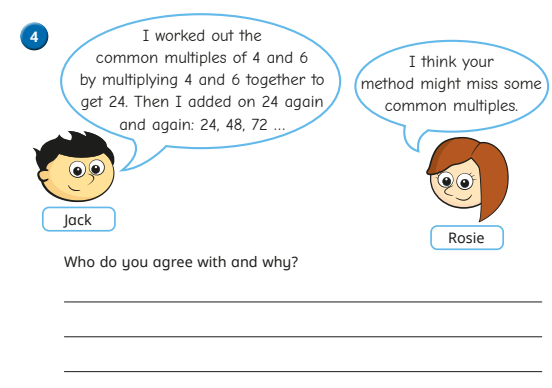 4
I worked out the
common multiples of 4 and 6
by multiplying 4 and 6 together to
get 24. Then I added on 24 again
and again: 24, 48, 72 ...
I think your
method might miss some
common multiples.
Jack
Rosie
Who do you agree with and why?